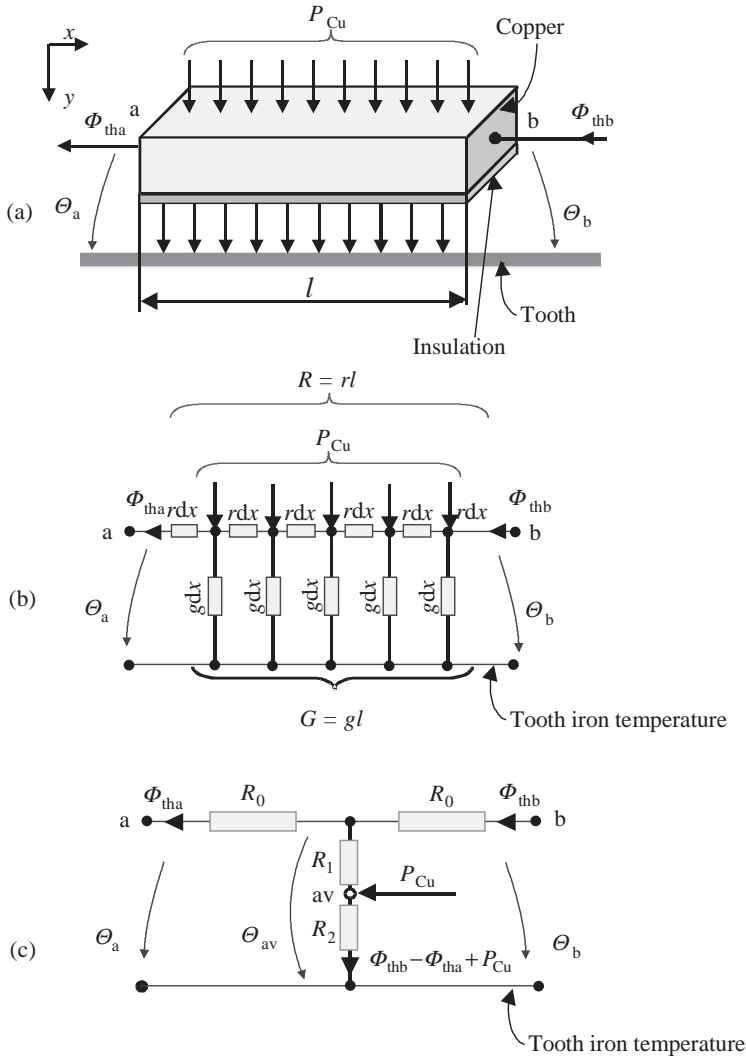 P_Cu
x
Copper
y
a
b
Φ_tha
Φ_thb
(a)
Θ_a
Θ_b
l
Tooth
Insulation
R = rl
P_Cu
Φ_tha
rdx
rdx
rdx
rdx
rdx
rdx
Φ_thb
a
b
(b)
Θ_a
gdx
gdx
gdx
gdx
gdx
Θ_b
G = gl
Tooth iron temperature
Φ_tha
R_0
R_0
Φ_thb
a
b
R_1
P_Cu
av
(c)
Θ_a
Θ_av
R_2
Θ_b
Φ_thb−Φ_tha+P_Cu
Tooth iron temperature